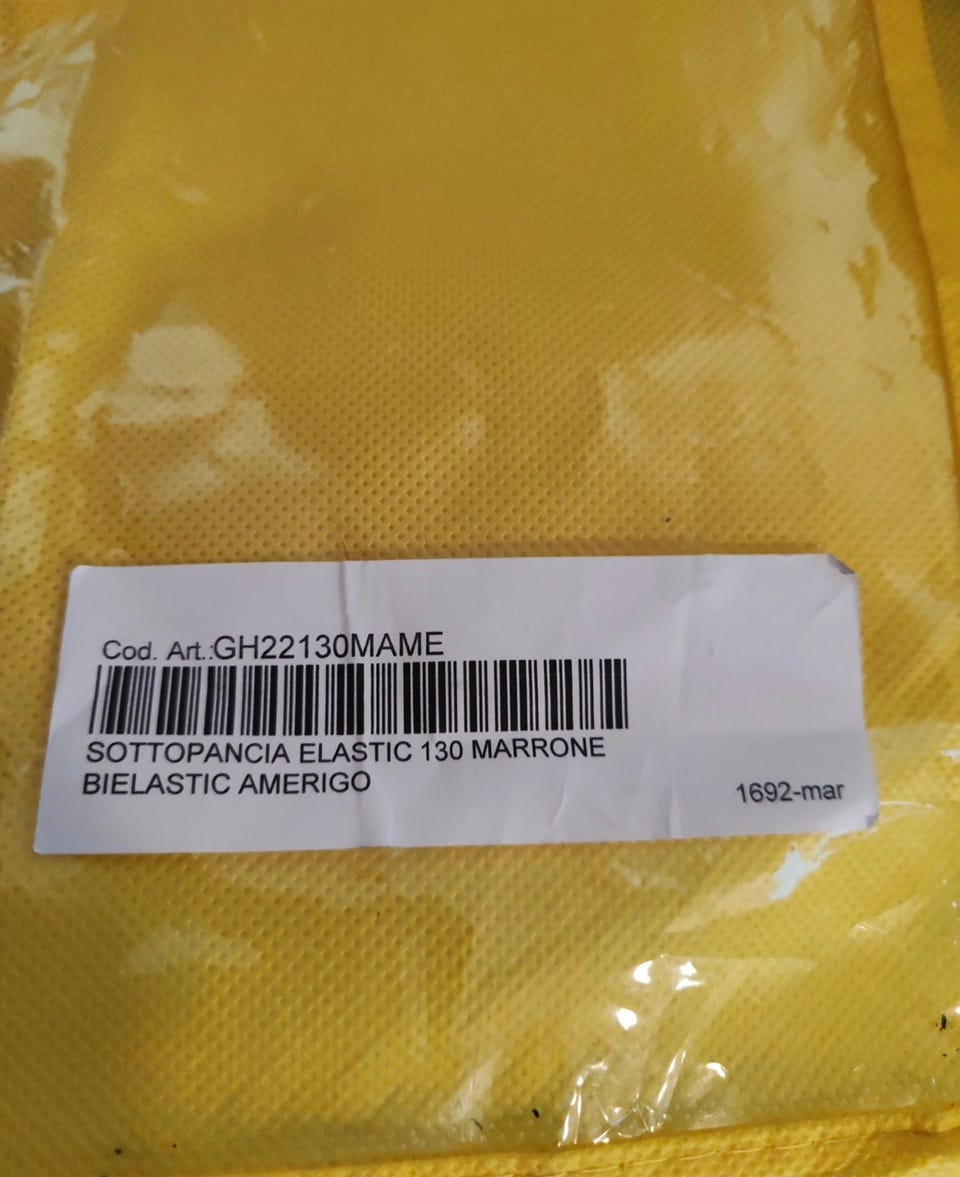 Cod. Art.:GH22130MAME
SOTTOPANCIA ELASTIC 130 MARRONE
BIELASTIC AMERIGO
1692-mar